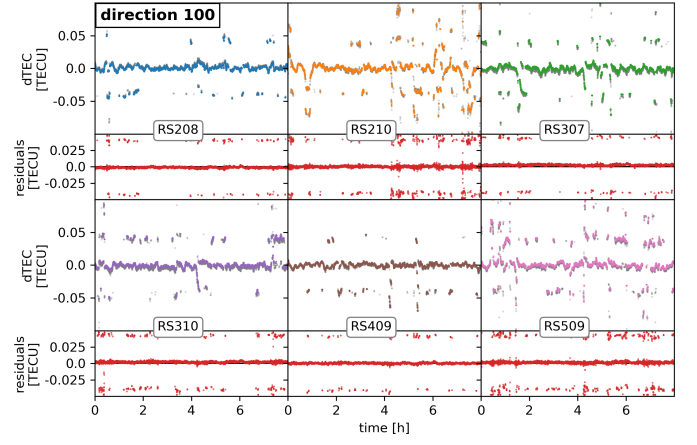 direction 100
dTEC
[TECU]
0.05
0.0
-0.05
RS208
RS210
RS307
residuals
[TECU]
0.025
0.0
-0.025
dTEC
[TECU]
0.05
0.0
-0.05
RS310
RS409
RS509
residuals
[TECU]
0.025
0.0
-0.025
0 2 4 6 0 2 4 6 0 2 4 6
time [h]